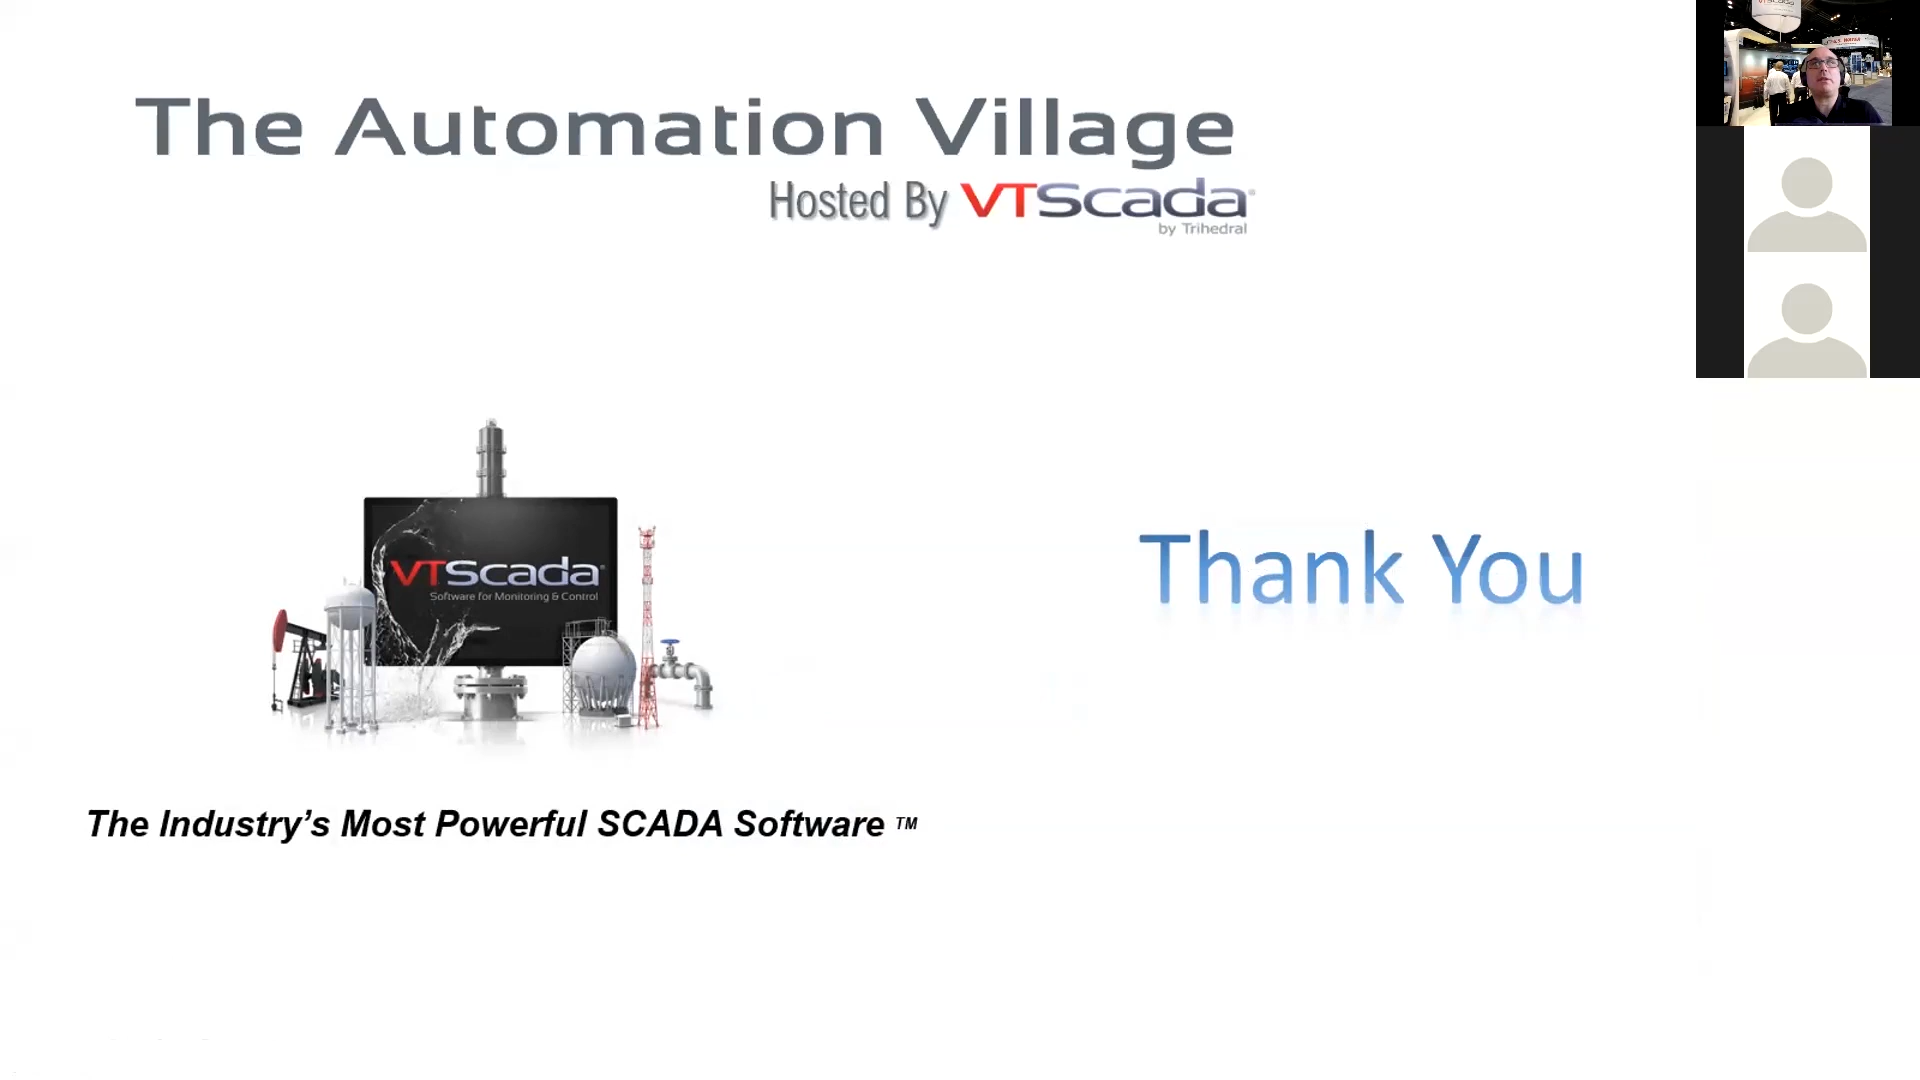 The Automation Village
Hosted By VTScada
by Trihedral
VTScada
Software for Monitoring & Control
Thank You
The Industry’s Most Powerful SCADA Software TM